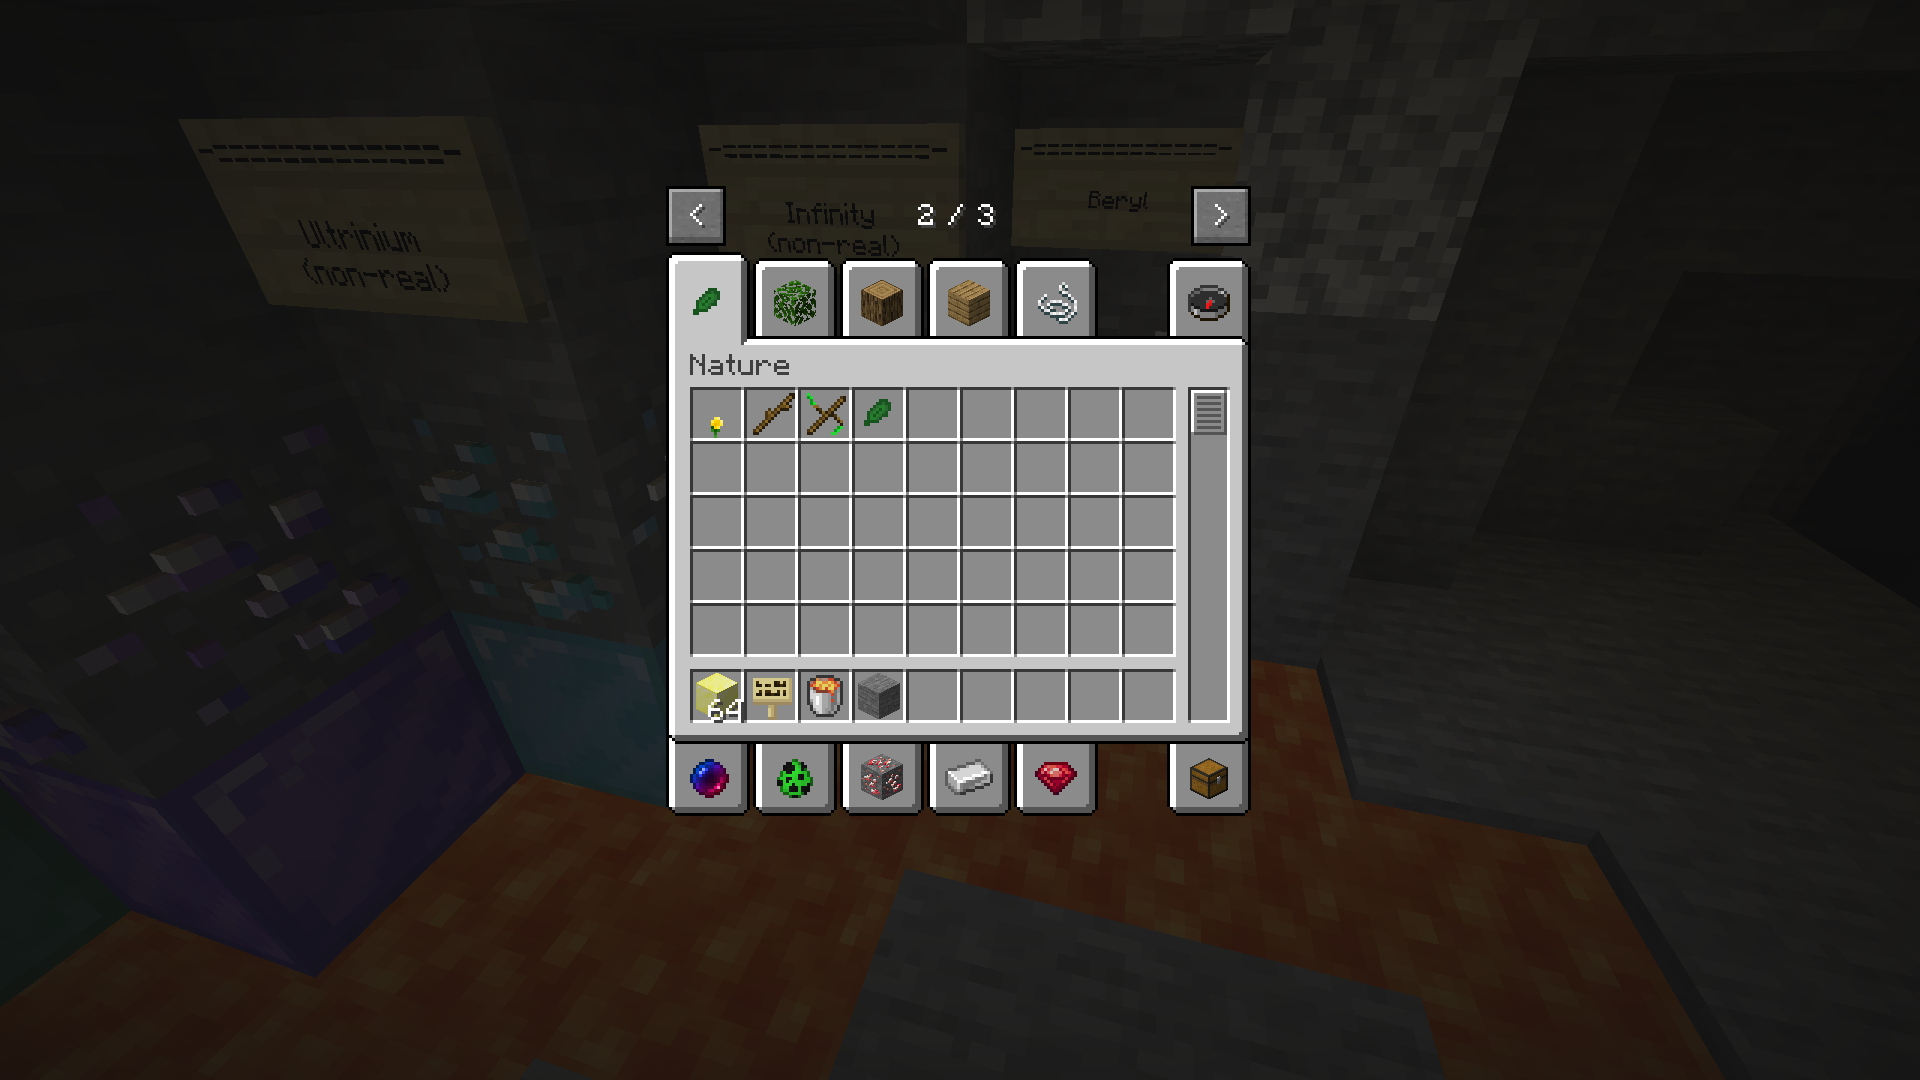 ----------------
Ultrinium
(non-real)
----------------
Infinity
(non-real)
----------------
Beryl
<
2 / 3
>
Nature
64